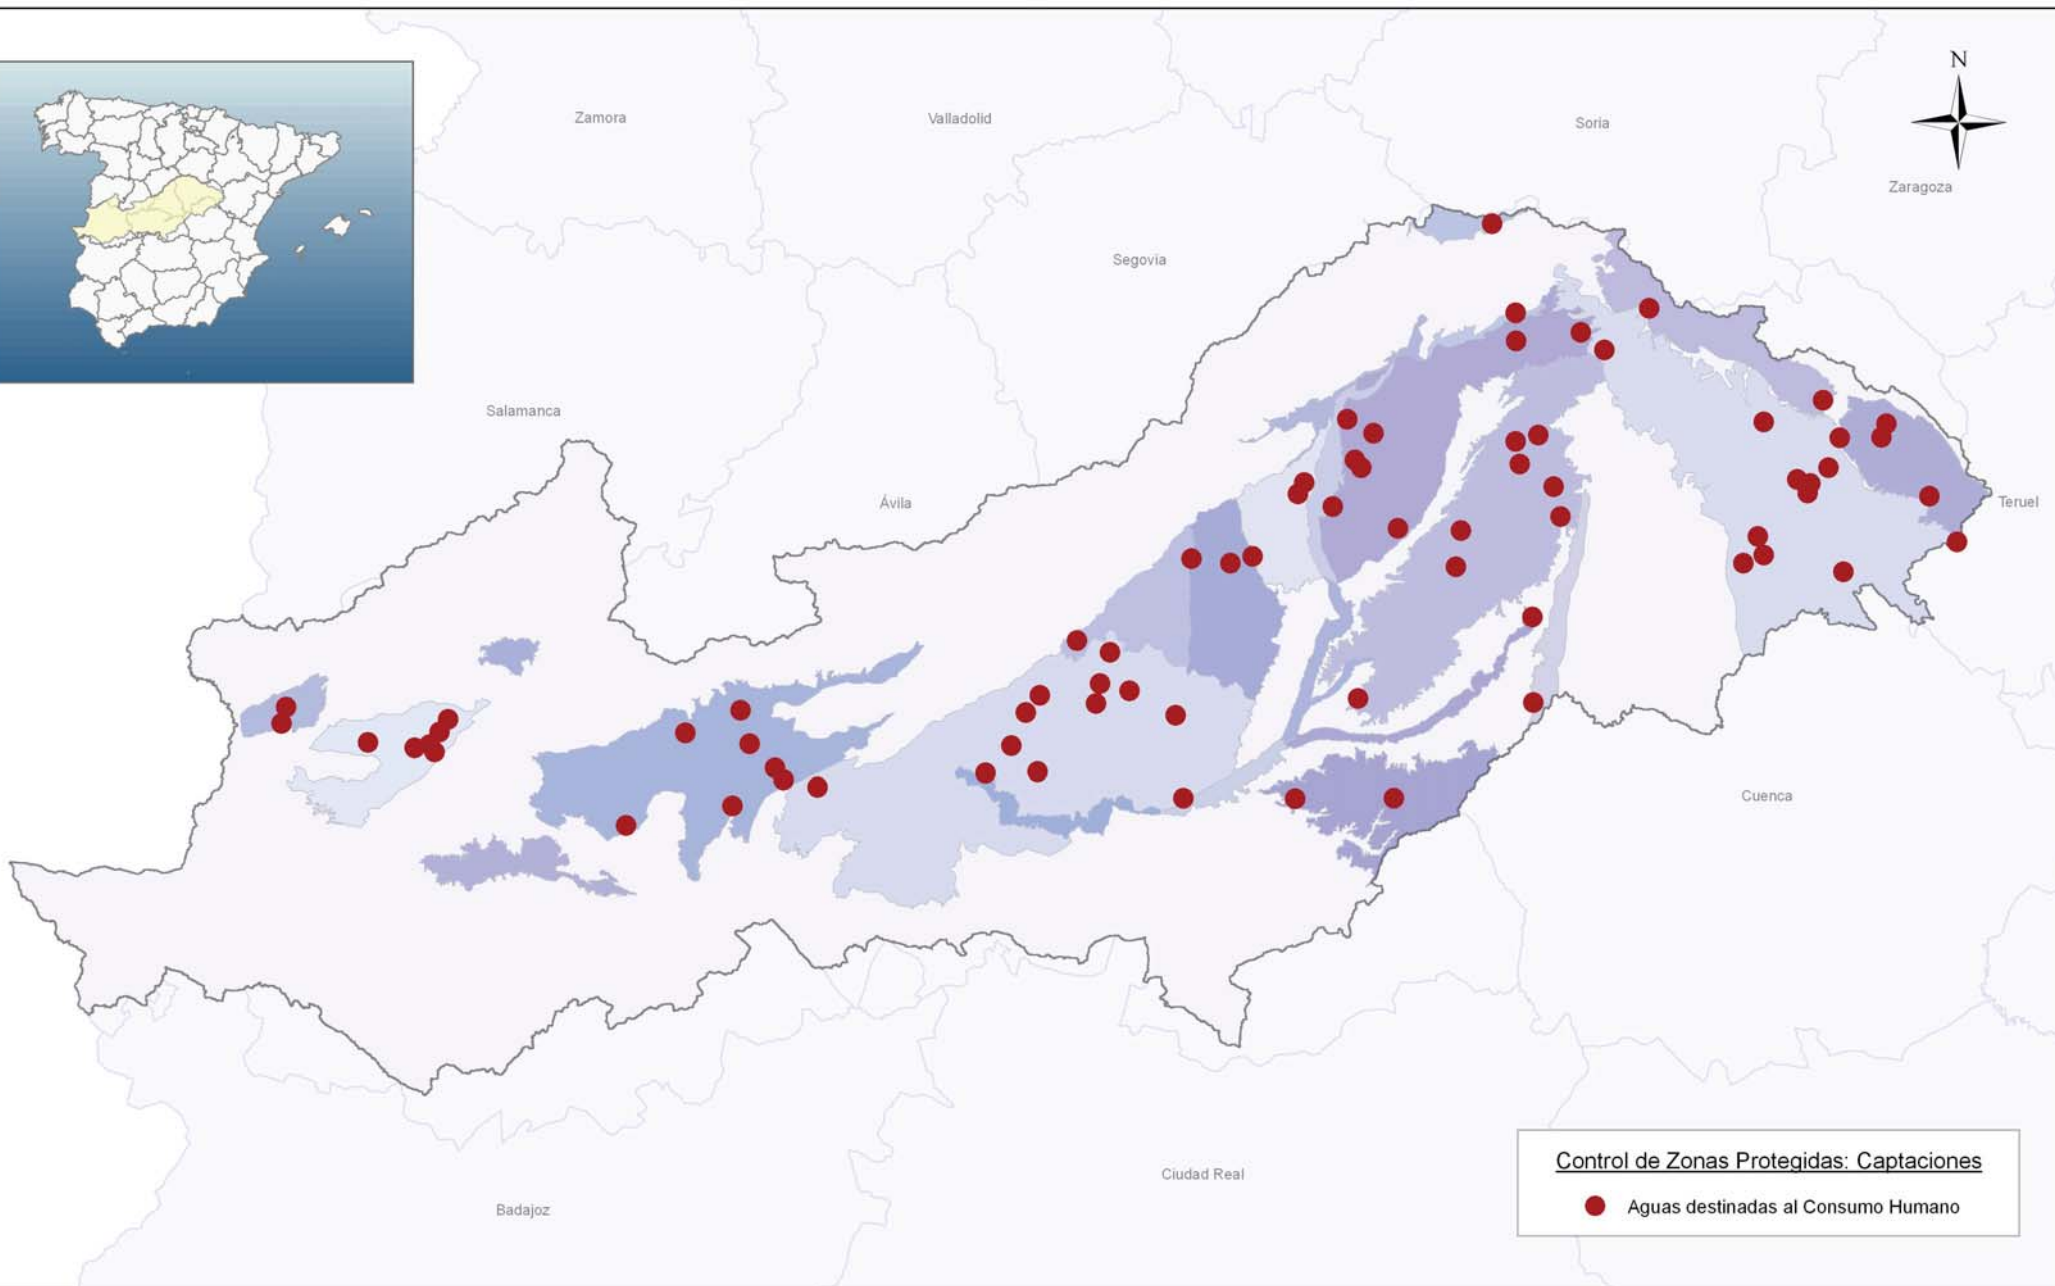 N
Zamora
Valladolid
Soria
Zaragoza
Segovia
Salamanca
Ávila
Teruel
Cuenca
Ciudad Real
Badajoz
Control de Zonas Protegidas: Captaciones
Aguas destinadas al Consumo Humano